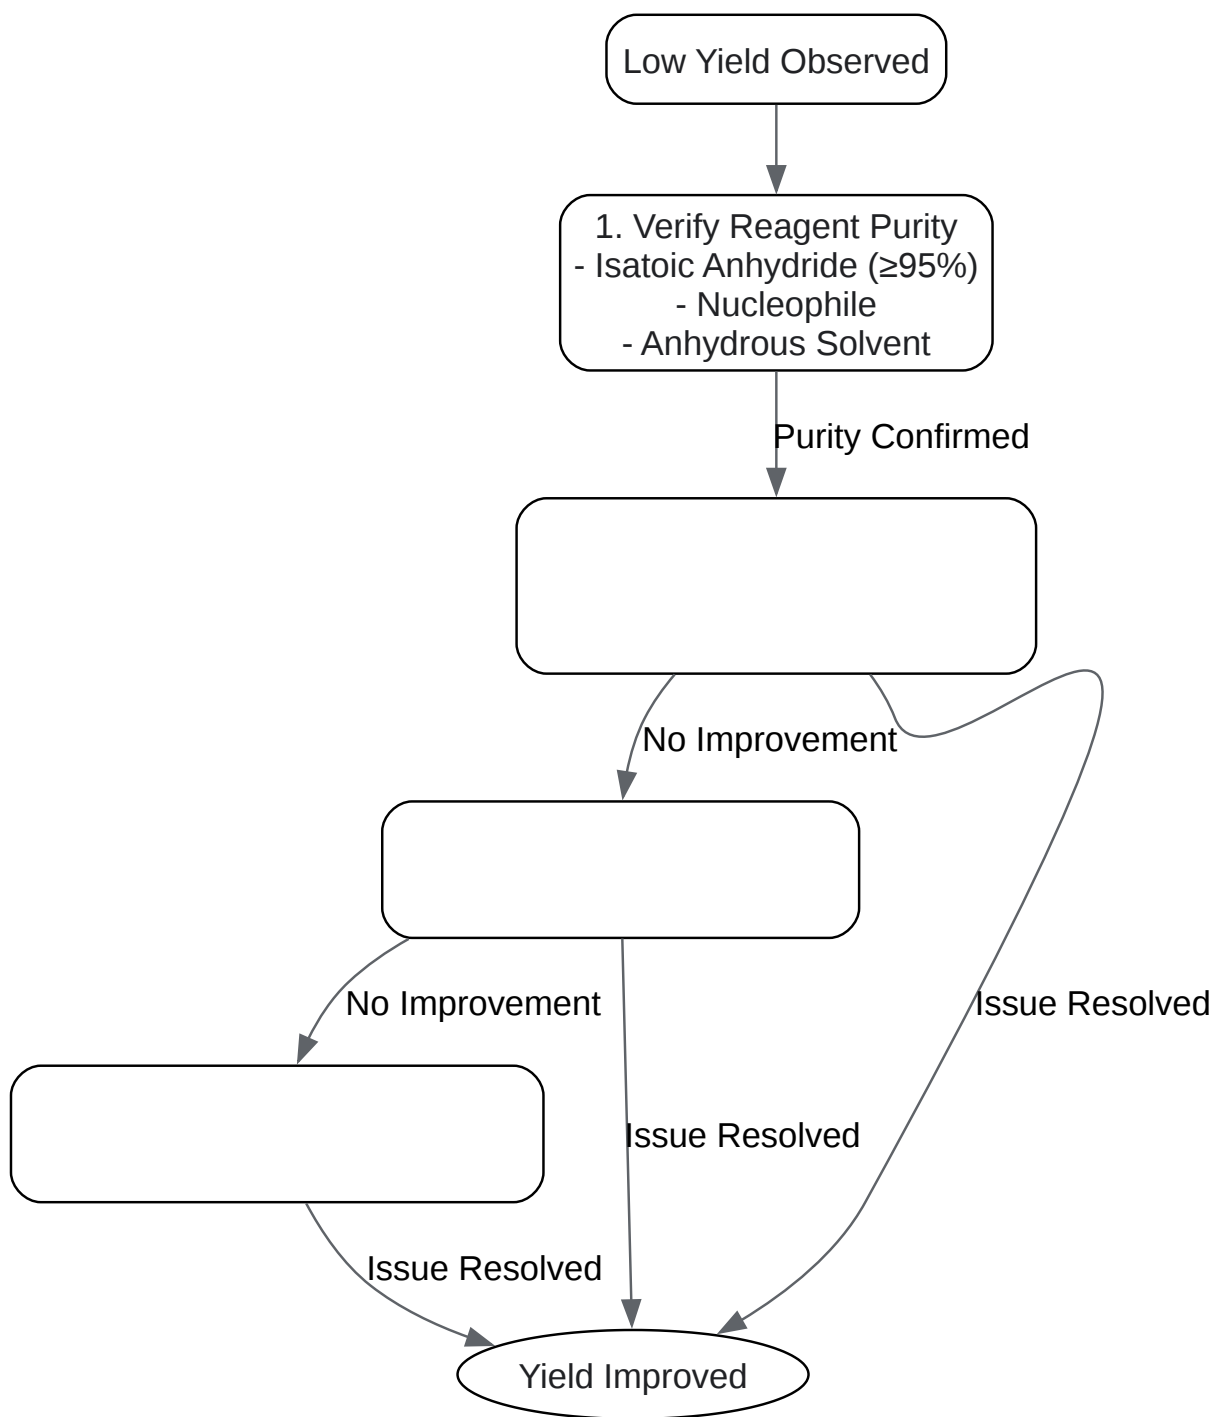 Low Yield Observed
1. Verify Reagent Purity
- Isatoic Anhydride (≥95%)
- Nucleophile
- Anhydrous Solvent
Purity Confirmed
No Improvement
No Improvement
Issue Resolved
Issue Resolved
Issue Resolved
Yield Improved